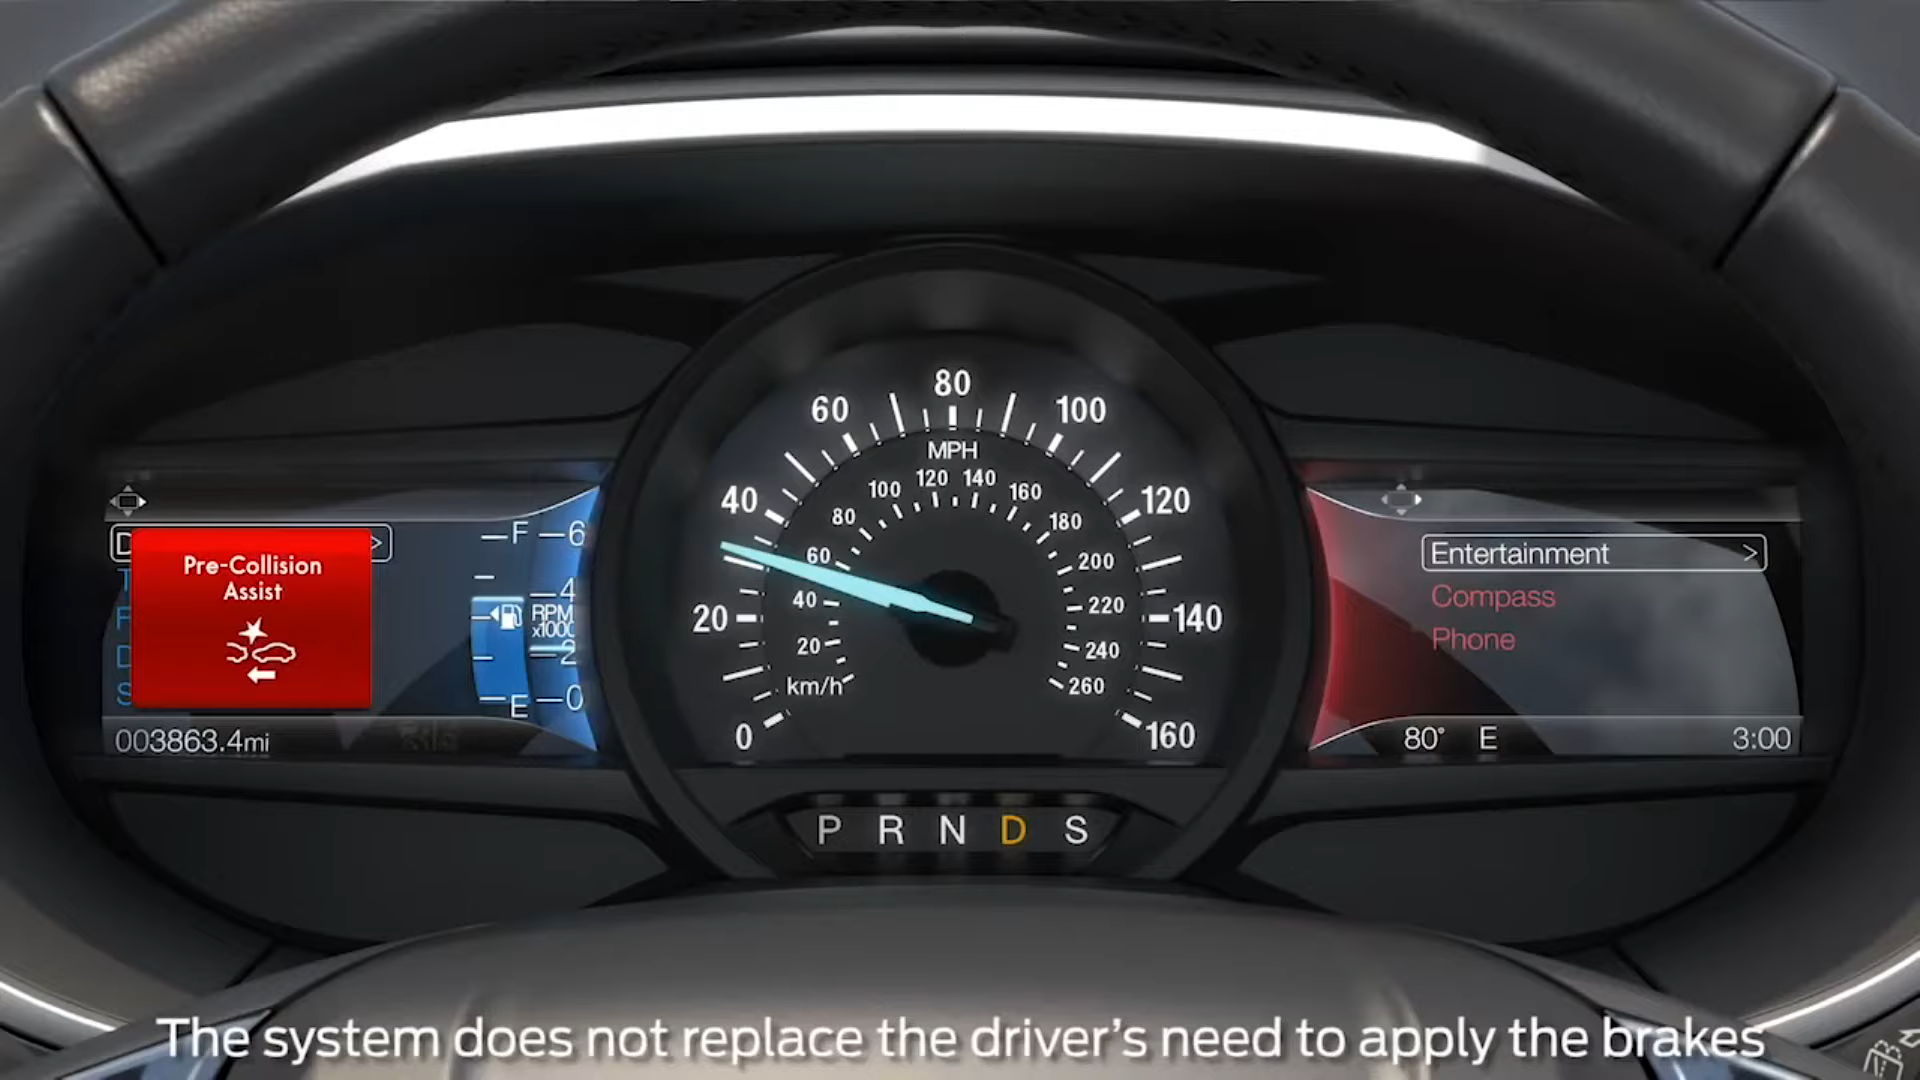 80
60
100
MPH
120 140
100
160
40
120
80
180
60
200
20
40
220
140
20
240
km/h
260
0
160
D
>
Pre-Collision
Assist
T
F
D
S
F
6
4
RPM
x1000
2
E
0
003863.4mi
Entertainment >
Compass
Phone
80° E
3:00
P R N D S
The system does not replace the driver's need to apply the brakes